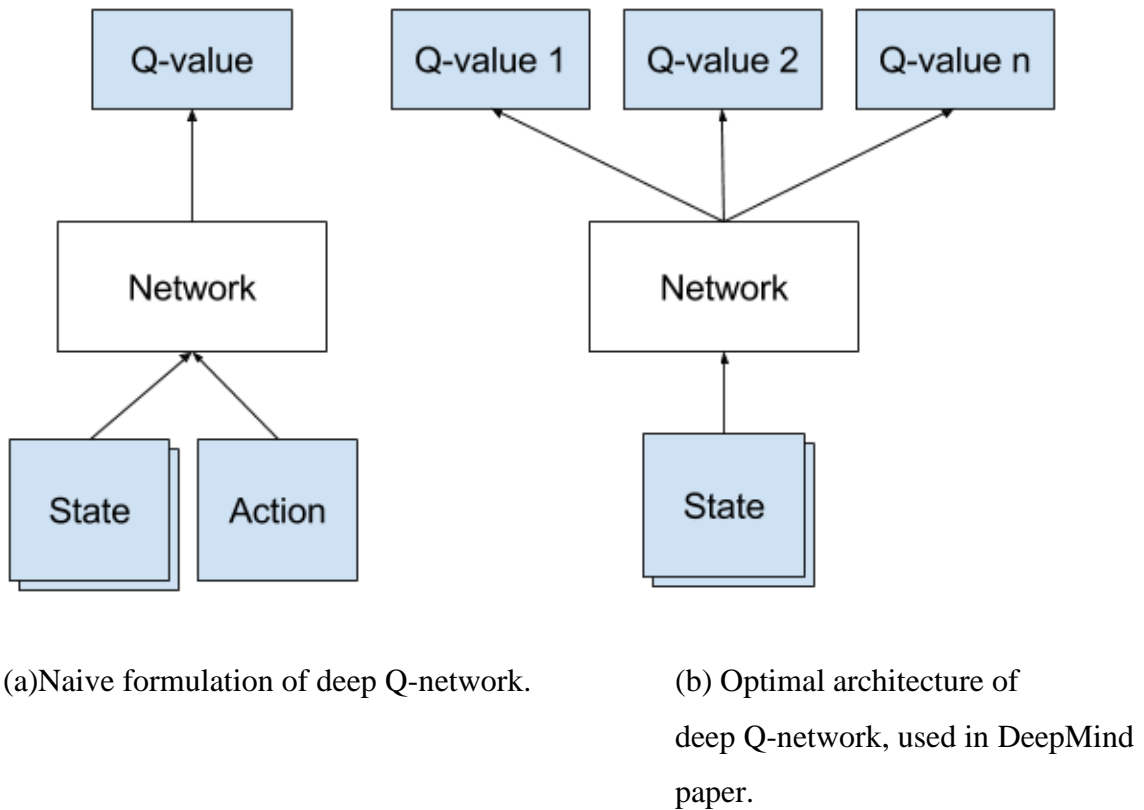 Q-value
Network
State
Action
(a)Naive formulation of deep Q-network.
Q-value 1
Q-value 2
Q-value n
Network
State
(b) Optimal architecture of
deep Q-network, used in DeepMind
paper.